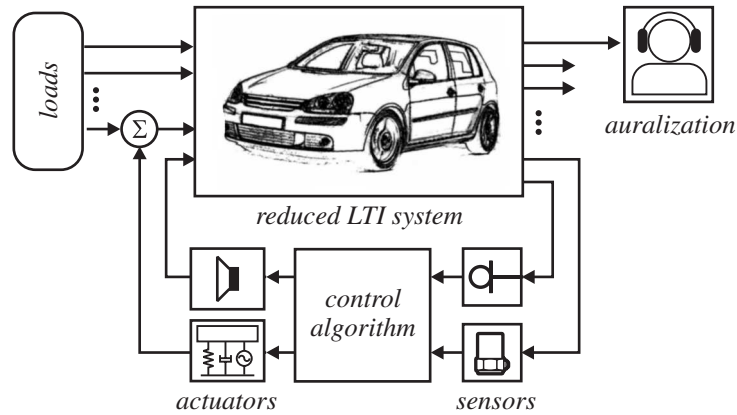 loads
Σ
auralization
reduced LTI system
control
algorithm
actuators
sensors